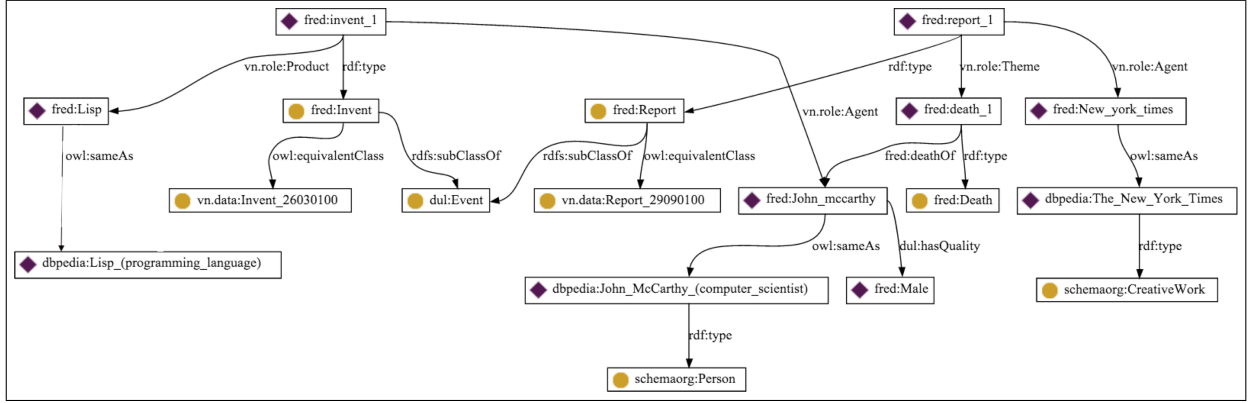 fred:invent_1
fred:report_1
vn.role:Product
rdf:type
rdf:type
vn.role:Theme
vn.role:Agent
fred:Lisp
fred:Invent
fred:Report
vn.role:Agent
fred:death_1
fred:New_york_times
owl:sameAs
owl:equivalentClass
rdfs:subClassOf
rdfs:subClassOf
owl:equivalentClass
fred:deathOf
rdf:type
owl:sameAs
vn.data:Invent_26030100
dul:Event
vn.data:Report_29090100
fred:John_mccarthy
fred:Death
dbpedia:The_New_York_Times
owl:sameAs
dul:hasQuality
rdf:type
dbpedia:Lisp_(programming_language)
dbpedia:John_McCarthy_(computer_scientist)
fred:Male
schemaorg:CreativeWork
rdf:type
schemaorg:Person